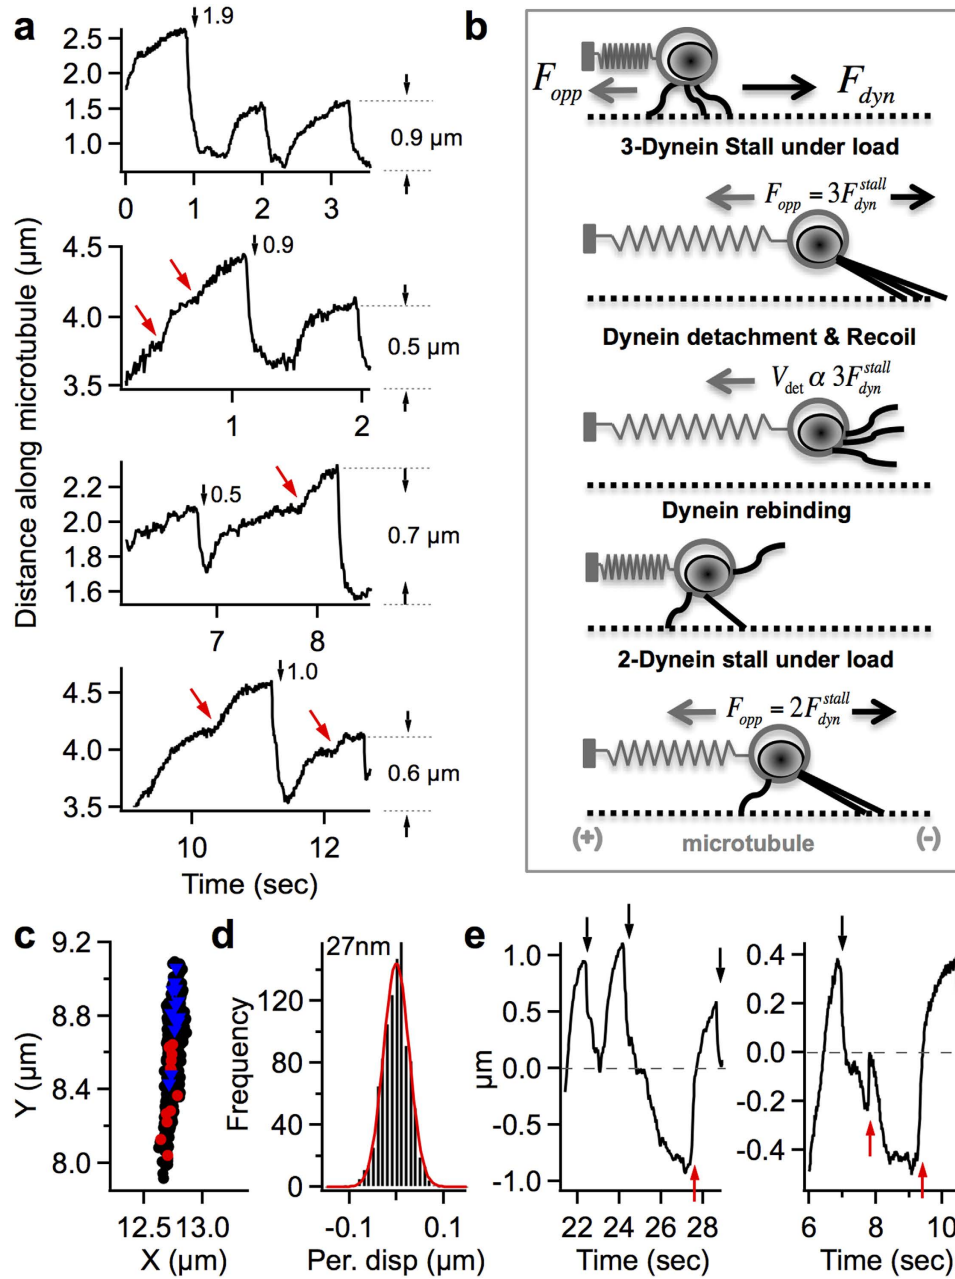 a
Distance along microtubule (μm)
1.9
2.5
2.0
1.5
1.0
0.9 μm
0 1 2 3
0.9
4.5
4.0
3.5
0.5 μm
1 2
0.5
2.2
2.0
1.8
1.6
0.7 μm
7 8
1.0
4.5
4.0
3.5
0.6 μm
10 12
Time (sec)
b
F_opp F_dyn
3-Dynein Stall under load
F_opp = 3F_dyn^stall
Dynein detachment & Recoil
V_det α 3F_dyn^stall
Dynein rebinding
2-Dynein stall under load
F_opp = 2F_dyn^stall
(+) microtubule (-)
c
Y (μm)
9.2
8.8
8.4
8.0
12.5 13.0
X (μm)
d
27nm
Frequency
120
80
40
0
-0.1 0.1
Per. disp (μm)
e
μm
1.0
0.5
0.0
-0.5
-1.0
22 24 26 28
Time (sec)
0.4
0.2
0.0
-0.2
-0.4
6 8 10
Time (sec)